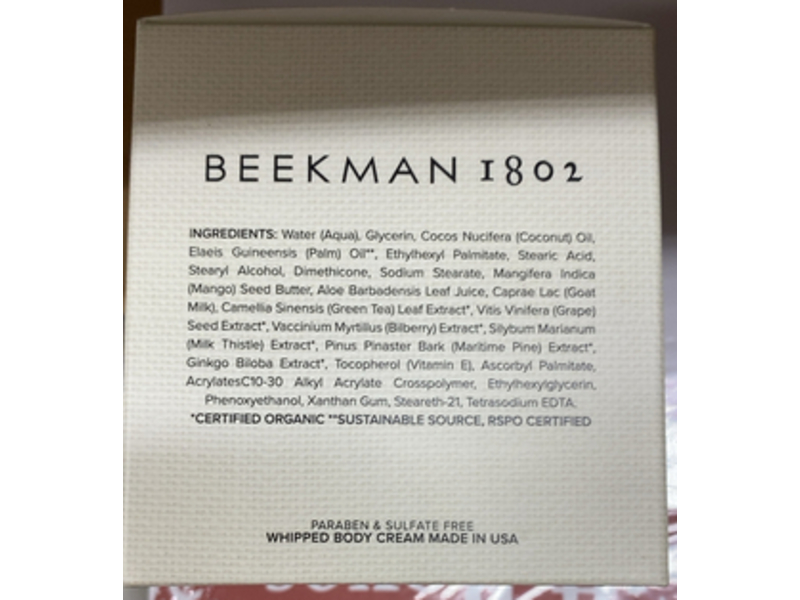 BEEKMAN 1802
INGREDIENTS: Water (Aqua), Glycerin, Cocos Nucifera (Coconut) Oil,
Elaeis Guineensis (Palm) Oil**, Ethylhexyl Palmitate, Stearic Acid,
Stearyl Alcohol, Dimethicone, Sodium Stearate, Mangifera Indica
(Mango) Seed Butter, Aloe Barbadensis Leaf Juice, Caprae Lac (Goat
Milk), Camellia Sinensis (Green Tea) Leaf Extract*, Vitis Vinifera (Grape)
Seed Extract*, Vaccinium Myrtillus (Bilberry) Extract*, Silybum Marianum
(Milk Thistle) Extract*, Pinus Pinaster Bark (Maritime Pine) Extract*,
Ginkgo Biloba Extract*, Tocopherol (Vitamin E), Ascorbyl Palmitate,
AcrylatesC10-30 Alkyl Acrylate Crosspolymer, Ethylhexylglycerin,
Phenoxyethanol, Xanthan Gum, Steareth-21, Tetrasodium EDTA.
*CERTIFIED ORGANIC **SUSTAINABLE SOURCE, RSPO CERTIFIED
PARABEN & SULFATE FREE
WHIPPED BODY CREAM MADE IN USA